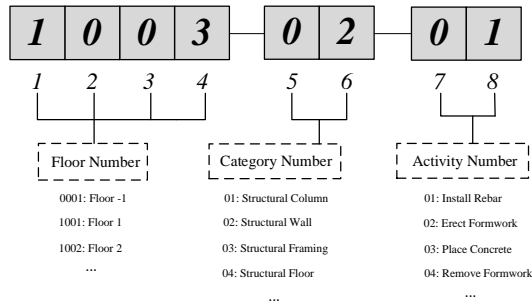 1 0 0 3 0 2 0 1
1 2 3 4 5 6 7 8
Floor Number Category Number Activity Number
0001: Floor -1 01: Structural Column 01: Install Rebar
1001: Floor 1 02: Structural Wall 02: Erect Formwork
1002: Floor 2 03: Structural Framing 03: Place Concrete
... 04: Structural Floor 04: Remove Formwork
... ...